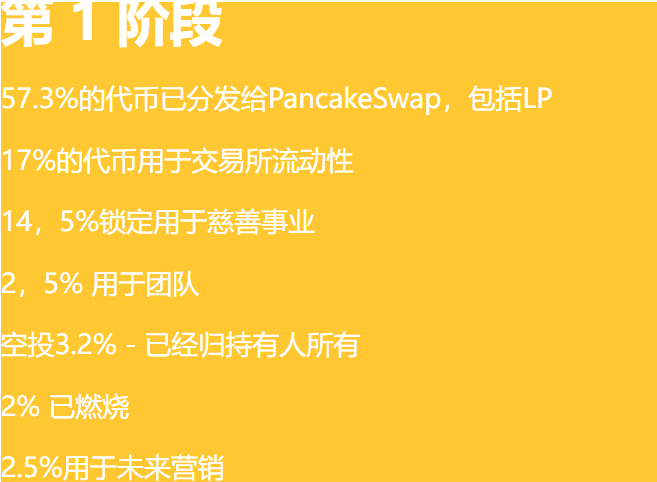 第 1 阶段
57.3%的代币已分发给PancakeSwap，包括LP
17%的代币用于交易所流动性
14，5%锁定用于慈善事业
2，5% 用于团队
空投3.2% - 已经归持有人所有
2% 已燃烧
2.5%用于未来营销